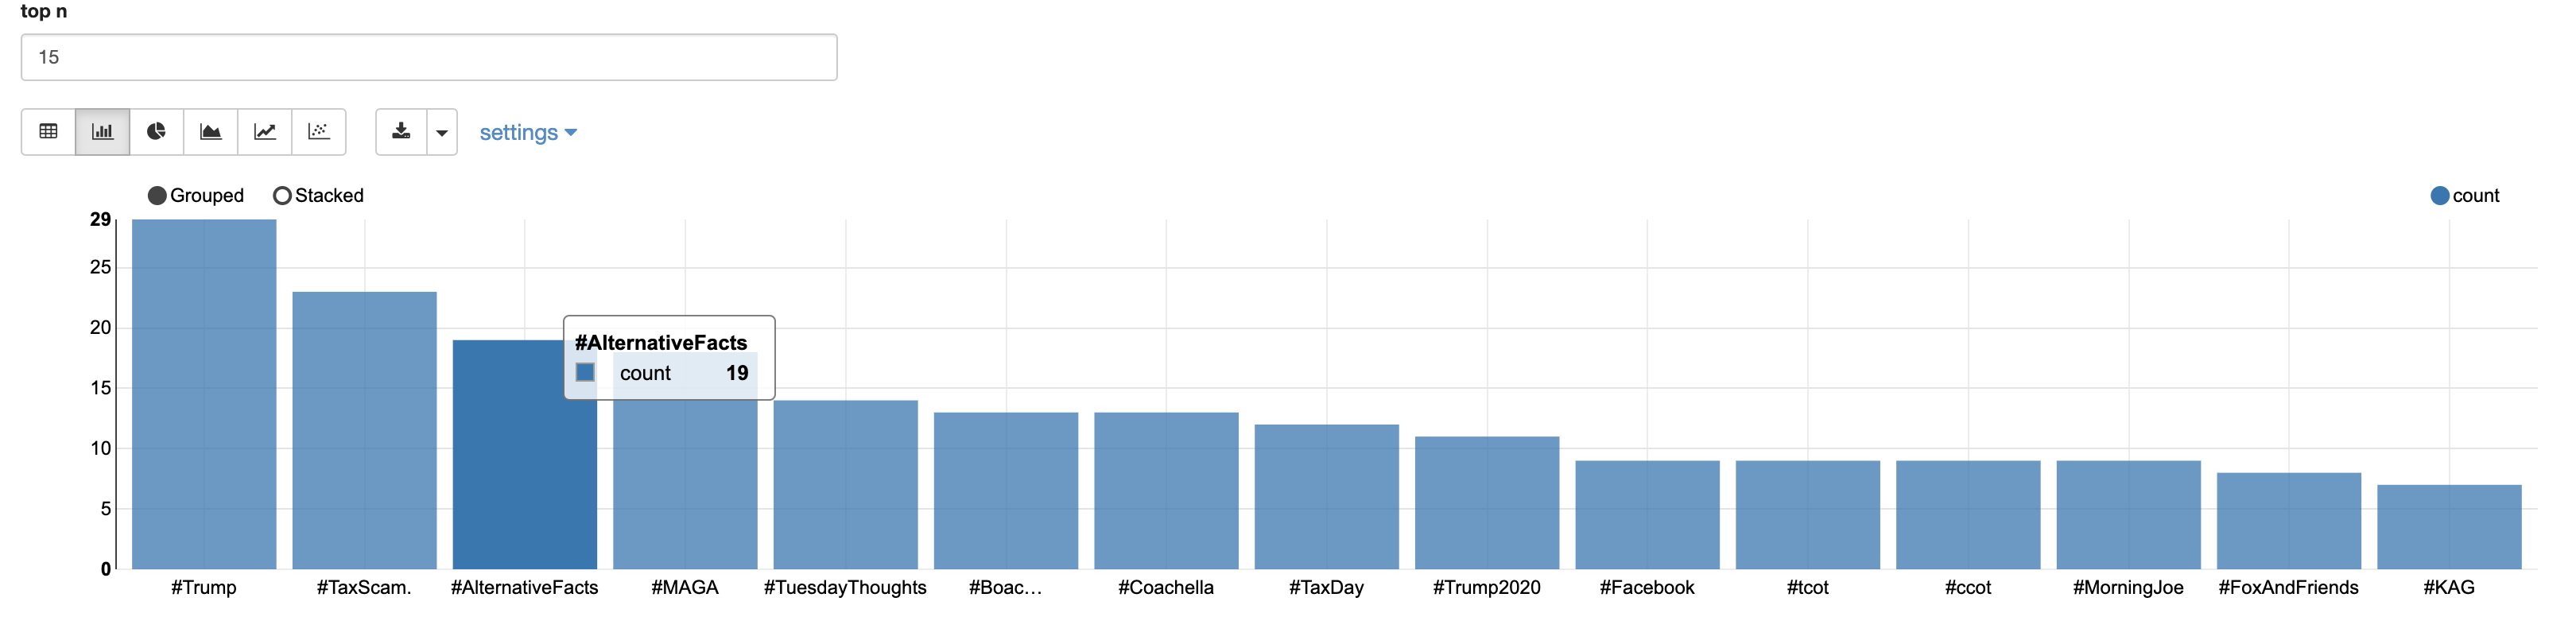 top n
15
settings
Grouped Stacked count
29
25
20
15
10
5
0
#AlternativeFacts
count 19
#Trump #TaxScam. #AlternativeFacts #MAGA #TuesdayThoughts #Boac… #Coachella #TaxDay #Trump2020 #Facebook #tcot #ccot #MorningJoe #FoxAndFriends #KAG